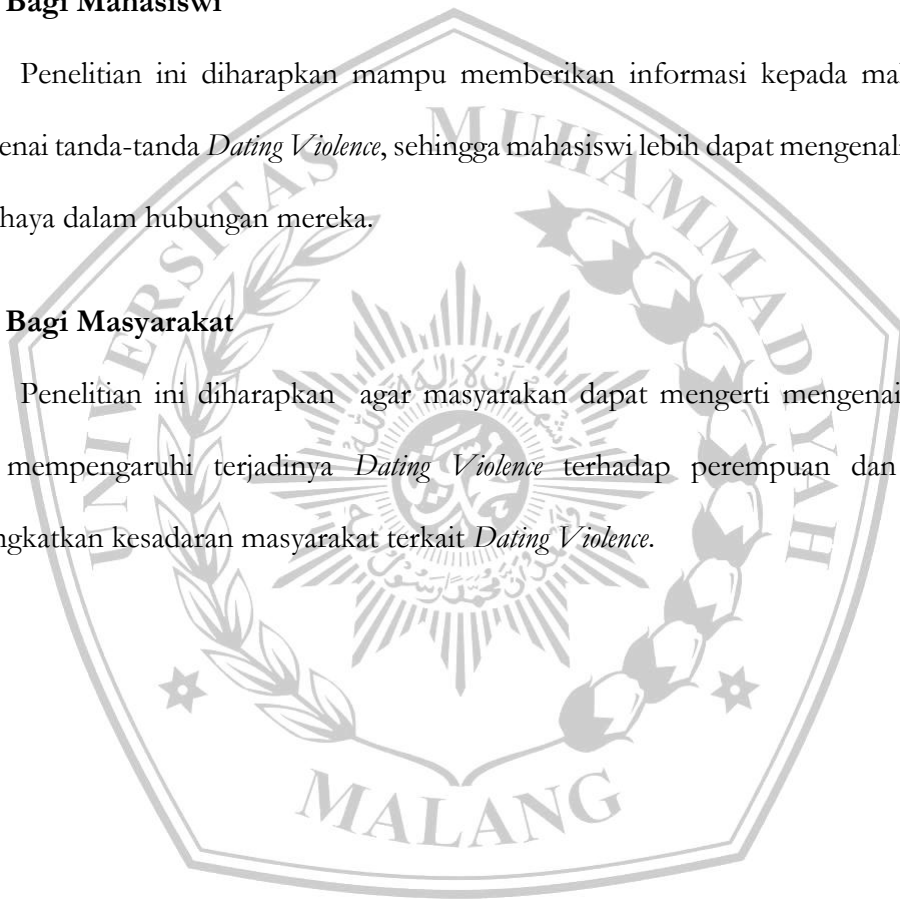 Bagi Mahasiswi
Penelitian ini diharapkan mampu memberikan informasi kepada mal
enai tanda-tanda Dating Violence, sehingga mahasiswi lebih dapat mengenal
haya dalam hubungan mereka.
Bagi Masyarakat
Penelitian ini diharapkan agar masyarakan dapat mengerti mengenai
mempengaruhi terjadinya Dating Violence terhadap perempuan dan
ngkatkan kesadaran masyarakat terkait Dating Violence.
UNIVERSITAS MUHAMMADIYAH
MALANG